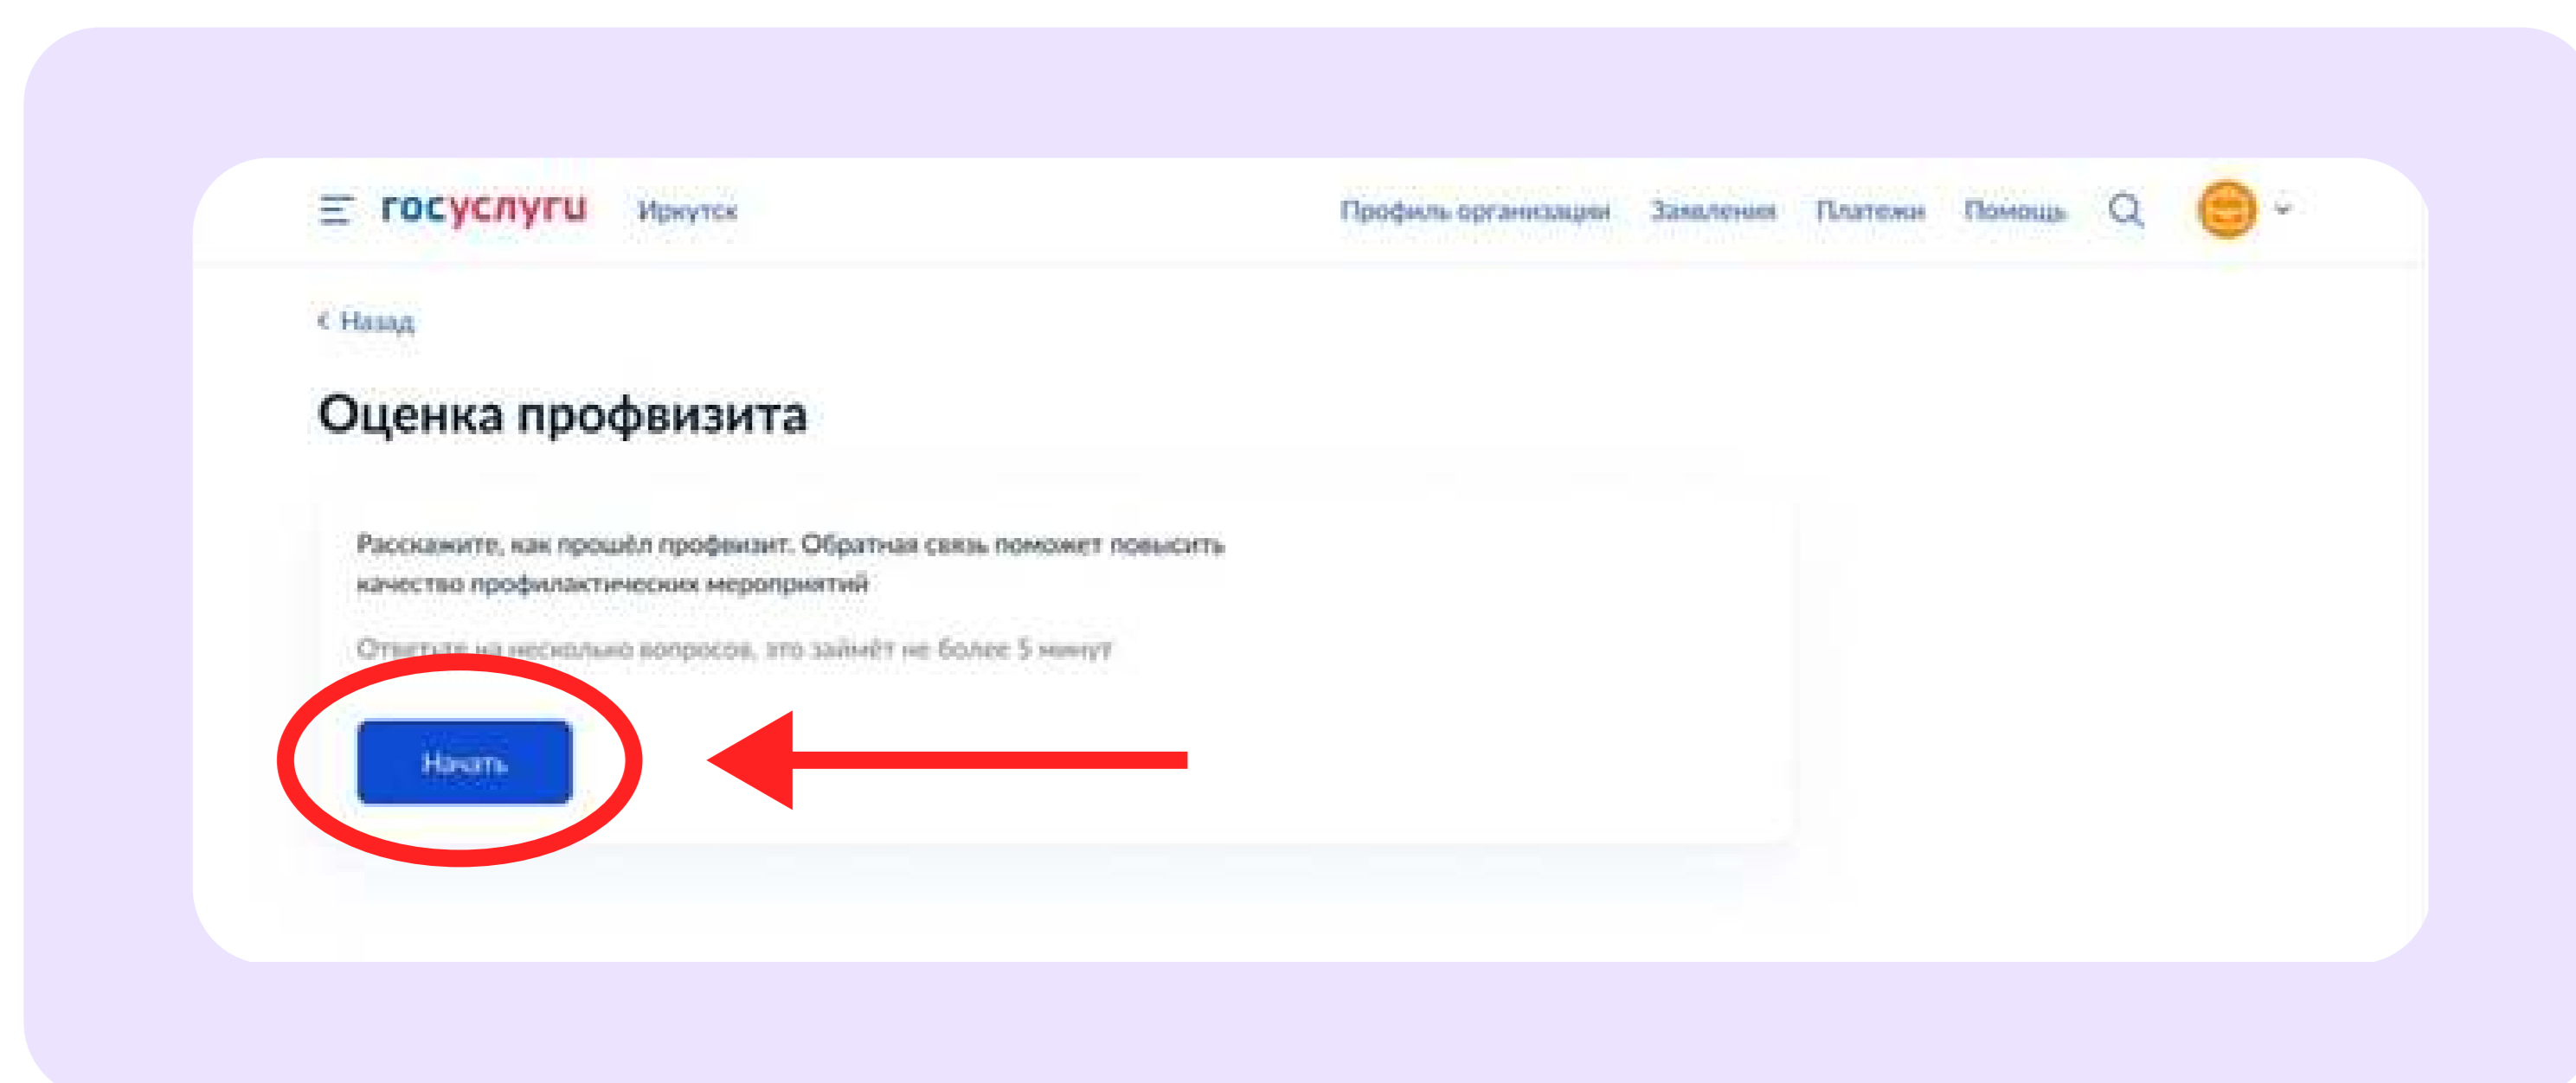 госуслуги Иркутск Профиль организации Заявления Платежи Помощь
< Назад
Оценка профвизита
Расскажите, как прошёл профвизит. Обратная связь поможет повысить
качество профилактических мероприятий
Ответьте на несколько вопросов, это займёт не более 5 минут
Начать